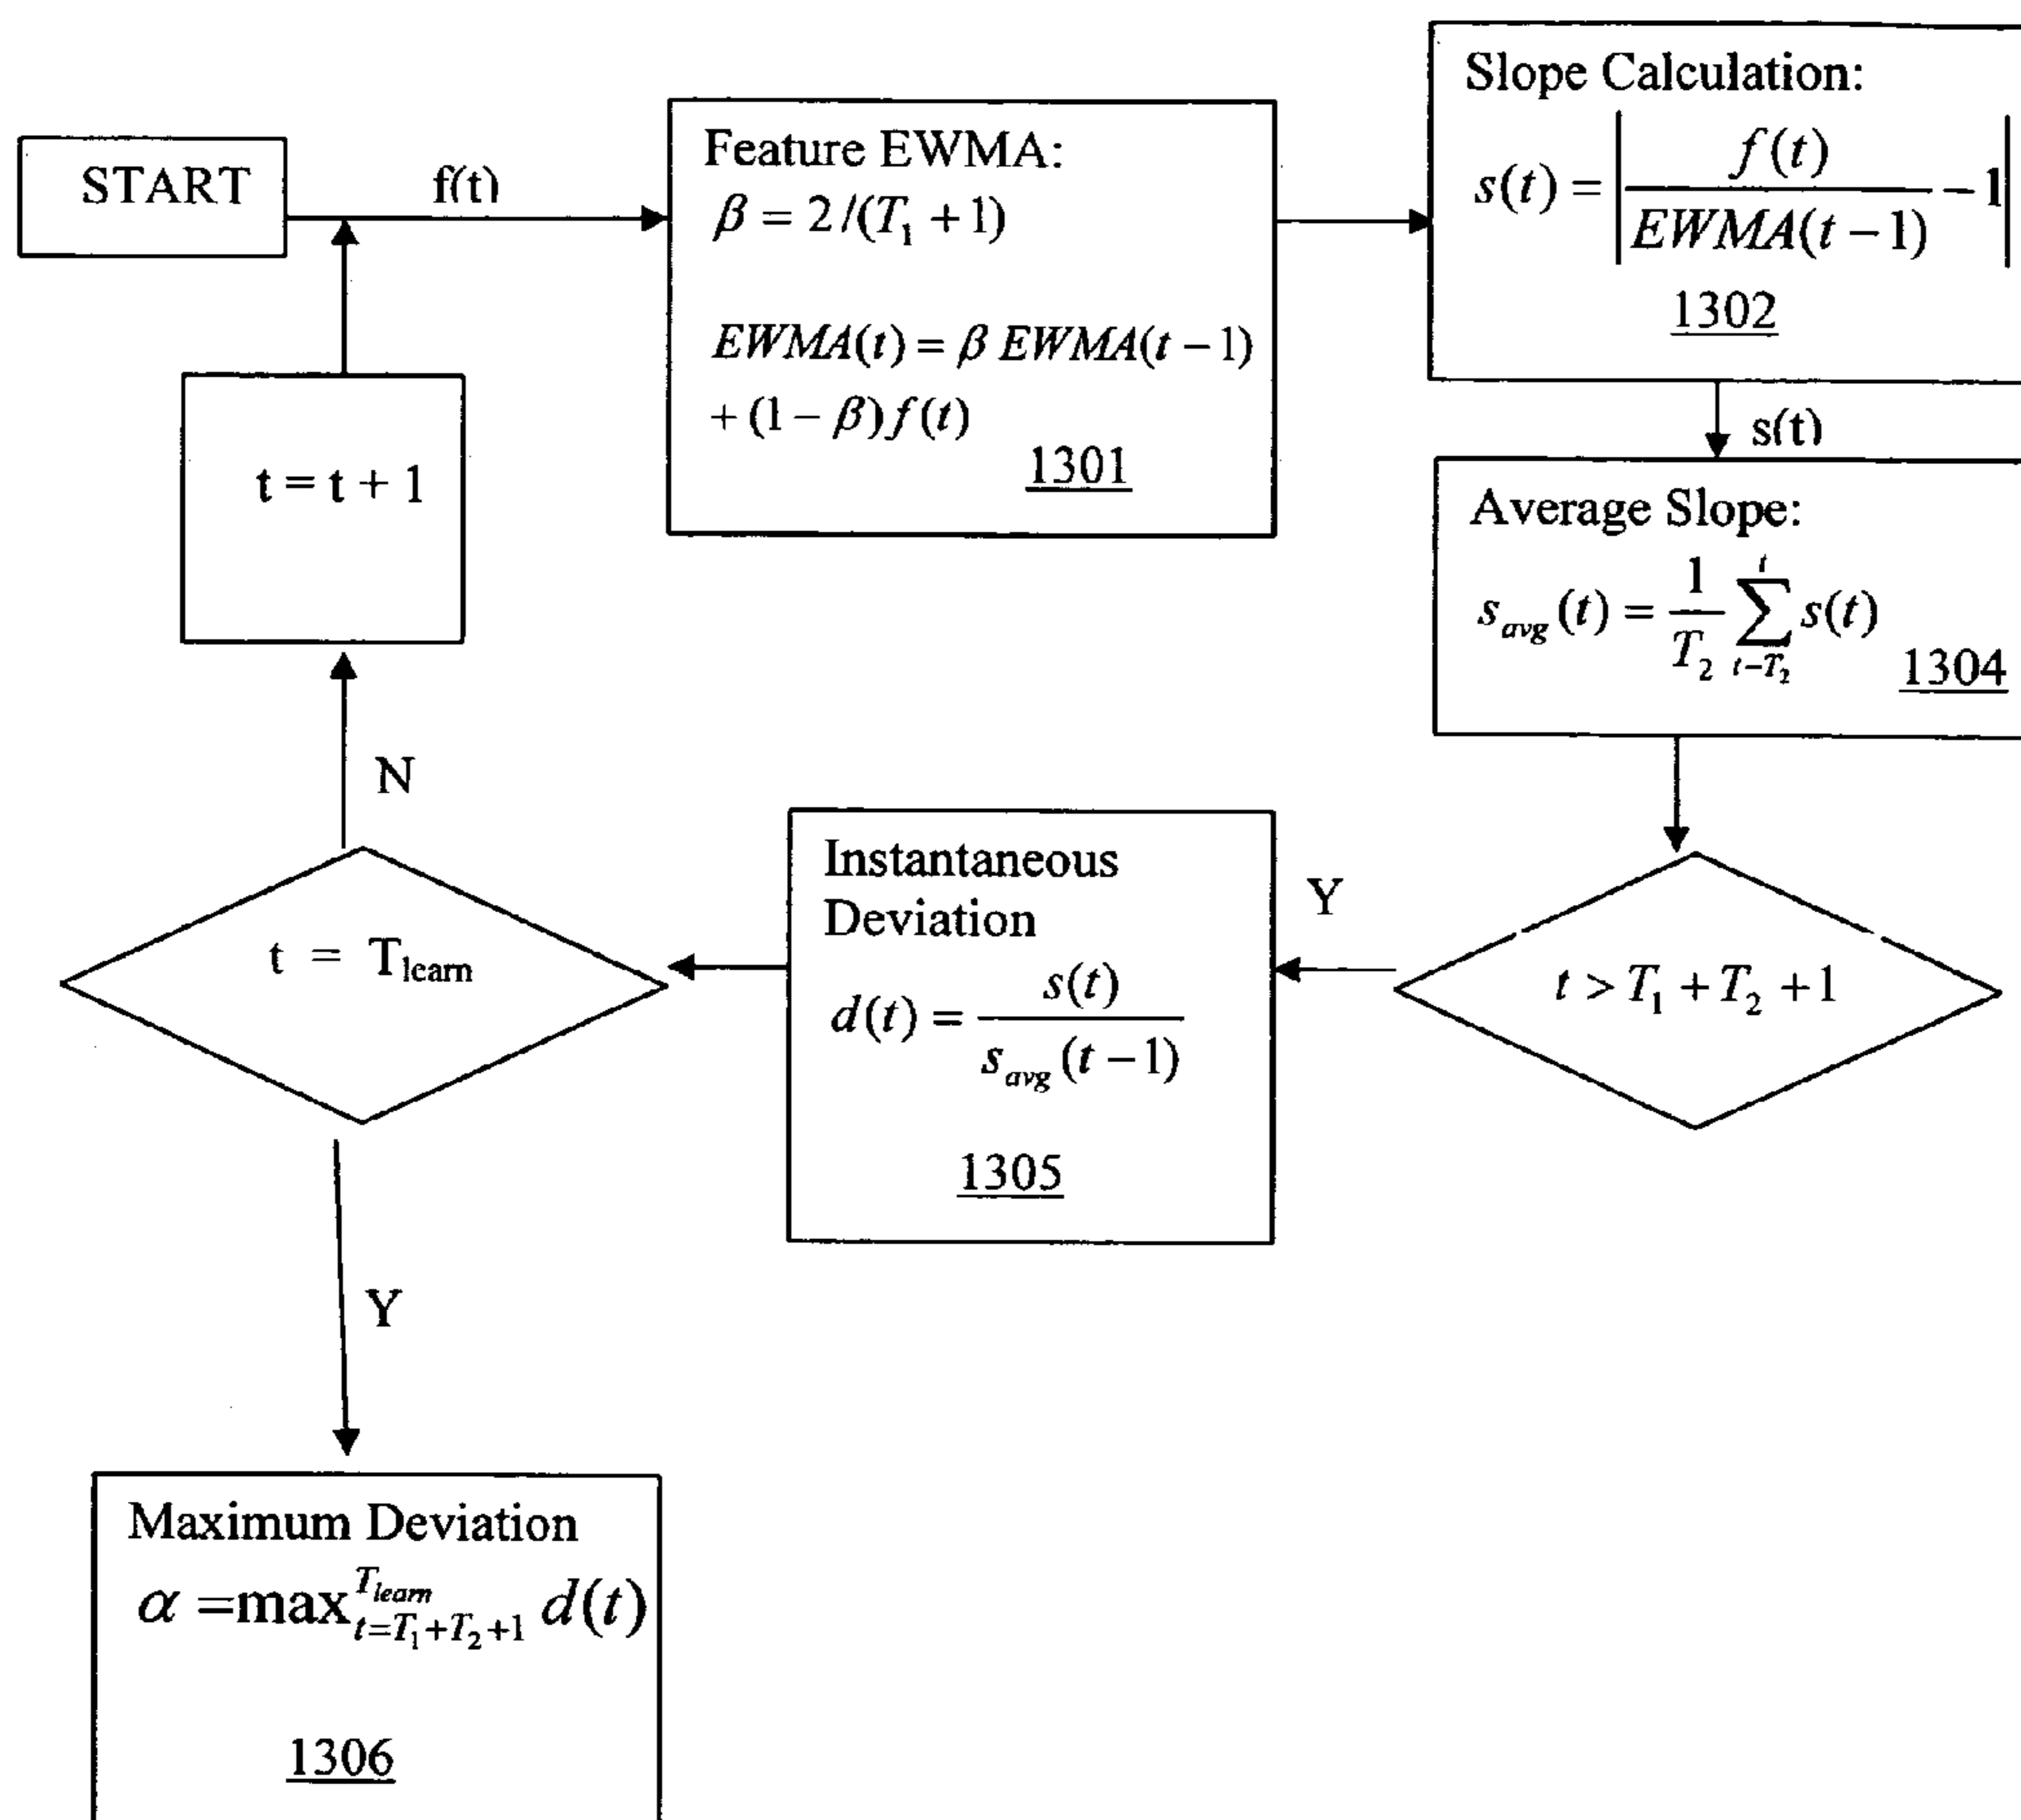 START
f(t)
Feature EWMA:
β = 2/(T₁ + 1)
EWMA(t) = β EWMA(t − 1)
+ (1 − β) f(t)
1301
Slope Calculation:
s(t) = | f(t) / EWMA(t − 1) − 1 |
1302
s(t)
Average Slope:
s_avg(t) = 1/T₂ ∑_{t−T₂}^{t} s(t)
1304
t > T₁ + T₂ + 1
Y
Instantaneous
Deviation
d(t) = s(t) / s_avg(t − 1)
1305
t = T_learn
N
t = t + 1
Y
Maximum Deviation
α = max_{t=T₁+T₂+1}^{T_learn} d(t)
1306